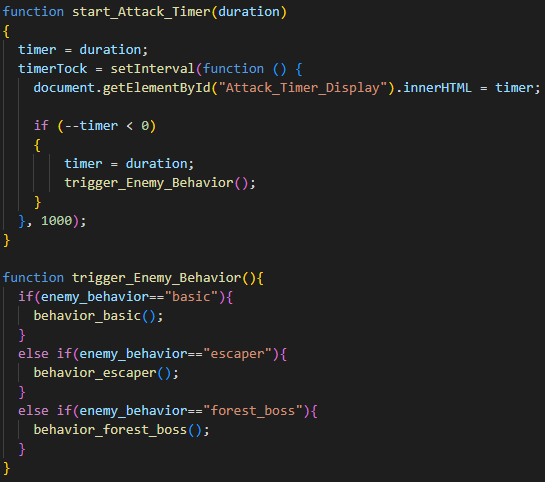 function start_Attack_Timer(duration)
{
  timer = duration;
  timerTock = setInterval(function () {
    document.getElementById("Attack_Timer_Display").innerHTML = timer;

    if (--timer < 0)
    {
        timer = duration;
        trigger_Enemy_Behavior();
    }
  }, 1000);
}

function trigger_Enemy_Behavior(){
  if(enemy_behavior=="basic"){
    behavior_basic();
  }
  else if(enemy_behavior=="escaper"){
    behavior_escaper();
  }
  else if(enemy_behavior=="forest_boss"){
    behavior_forest_boss();
  }
}